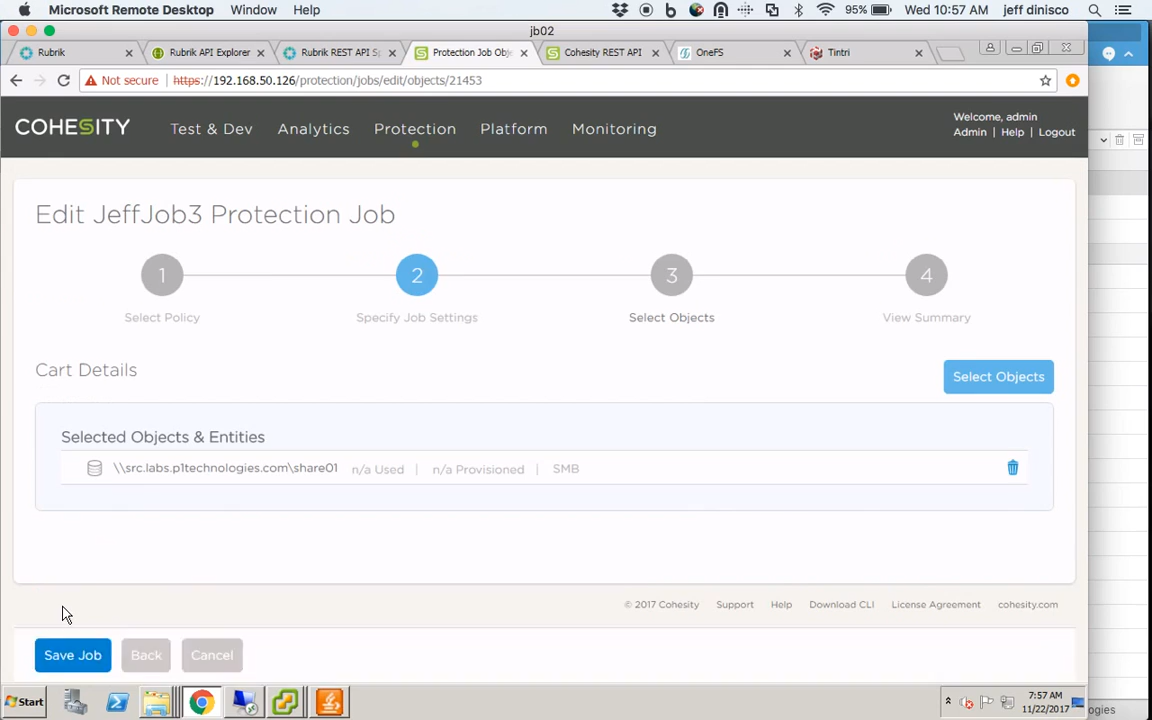 Microsoft Remote Desktop Window Help 95% Wed 10:57 AM jeff dinisco
jb02
Rubrik Rubrik API Explorer Rubrik REST API Sp Protection Job Obj Cohesity REST API OneFS Tintri
Not secure https://192.168.50.126/protection/jobs/edit/objects/21453
COHESITY Test & Dev Analytics Protection Platform Monitoring
Welcome, admin
Admin | Help | Logout
Edit JeffJob3 Protection Job
1 2 3 4
Select Policy Specify Job Settings Select Objects View Summary
Cart Details Select Objects
Selected Objects & Entities
\\src.labs.p1technologies.com\share01 n/a Used | n/a Provisioned | SMB
© 2017 Cohesity Support Help Download CLI License Agreement cohesity.com
Save Job Back Cancel
Start 7:57 AM
11/22/2017 ogies